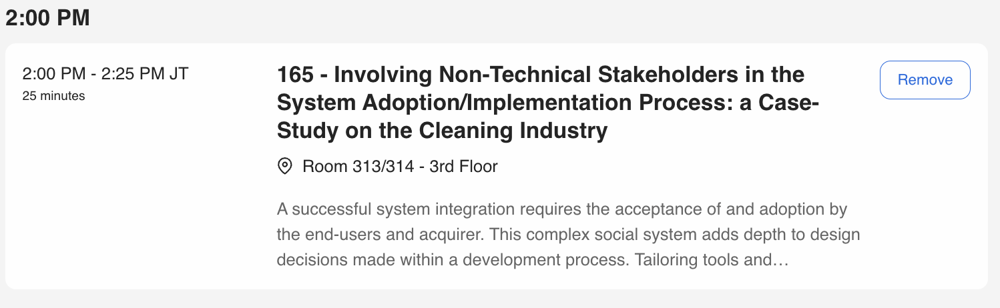 2:00 PM
2:00 PM - 2:25 PM JT
25 minutes
165 - Involving Non-Technical Stakeholders in the
System Adoption/Implementation Process: a Case-
Study on the Cleaning Industry
Remove
Room 313/314 - 3rd Floor
A successful system integration requires the acceptance of and adoption by
the end-users and acquirer. This complex social system adds depth to design
decisions made within a development process. Tailoring tools and…